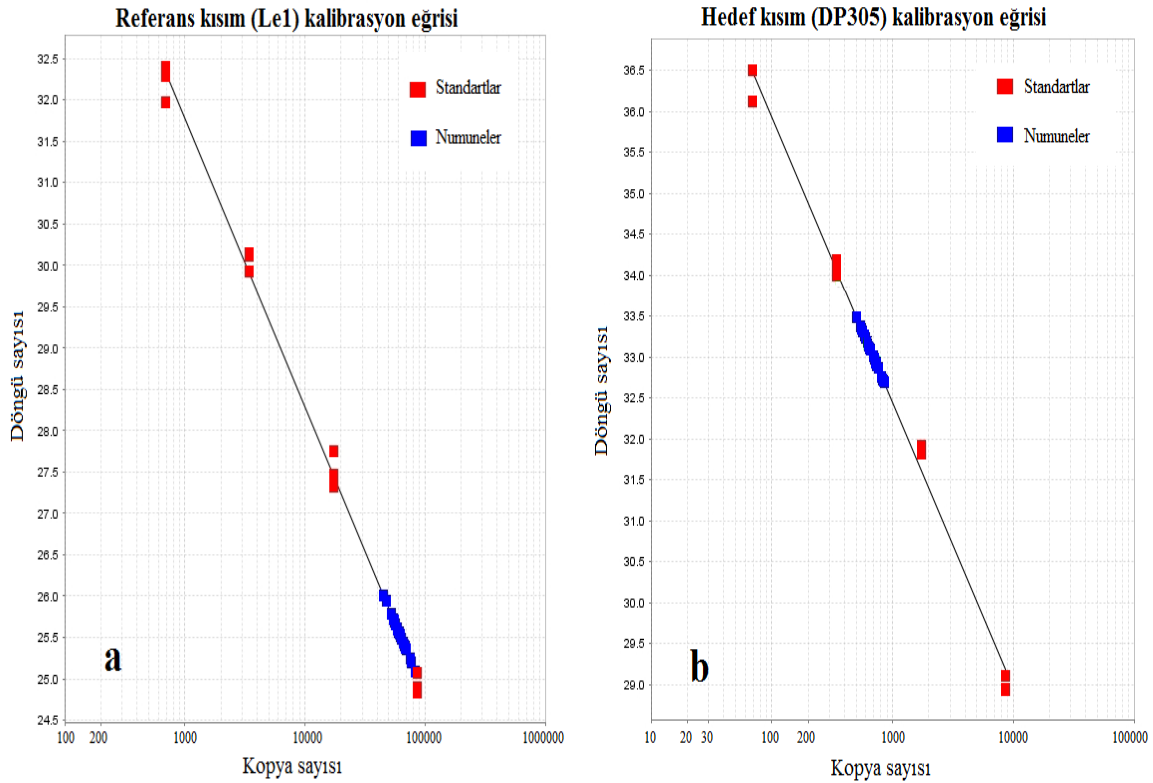 Referans kısım (Le1) kalibrasyon eğrisi
32.5
32.0
31.5
31.0
30.5
30.0
29.5
29.0
28.5
28.0
27.5
27.0
26.5
26.0
25.5
25.0
24.5
Döngü sayısı
Standartlar
Numuneler
a
100 200 1000 10000 100000 1000000
Kopya sayısı
Hedef kısım (DP305) kalibrasyon eğrisi
36.5
36.0
35.5
35.0
34.5
34.0
33.5
33.0
32.5
32.0
31.5
31.0
30.5
30.0
29.5
29.0
Döngü sayısı
Standartlar
Numuneler
b
10 20 30 100 200 1000 10000 100000
Kopya sayısı